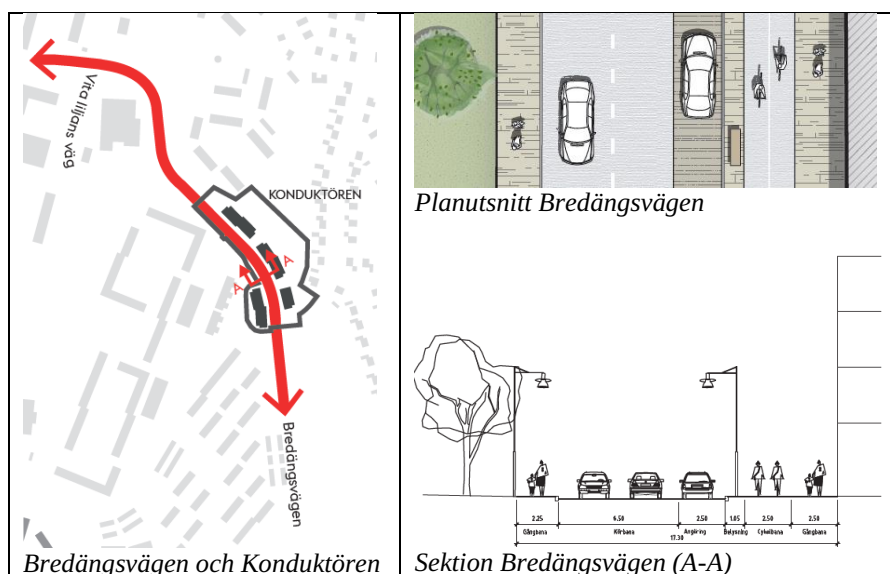 Vita liljans väg
KONDUKTÖREN
A
A
Bredängsvägen
Bredängsvägen och Konduktören
Planutsnitt Bredängsvägen
2.25 6.50 2.50 1.05 2.50 2.50
Gångbana Körbana Angöring Belysning Cykelbana Gångbana
17.30
Sektion Bredängsvägen (A-A)